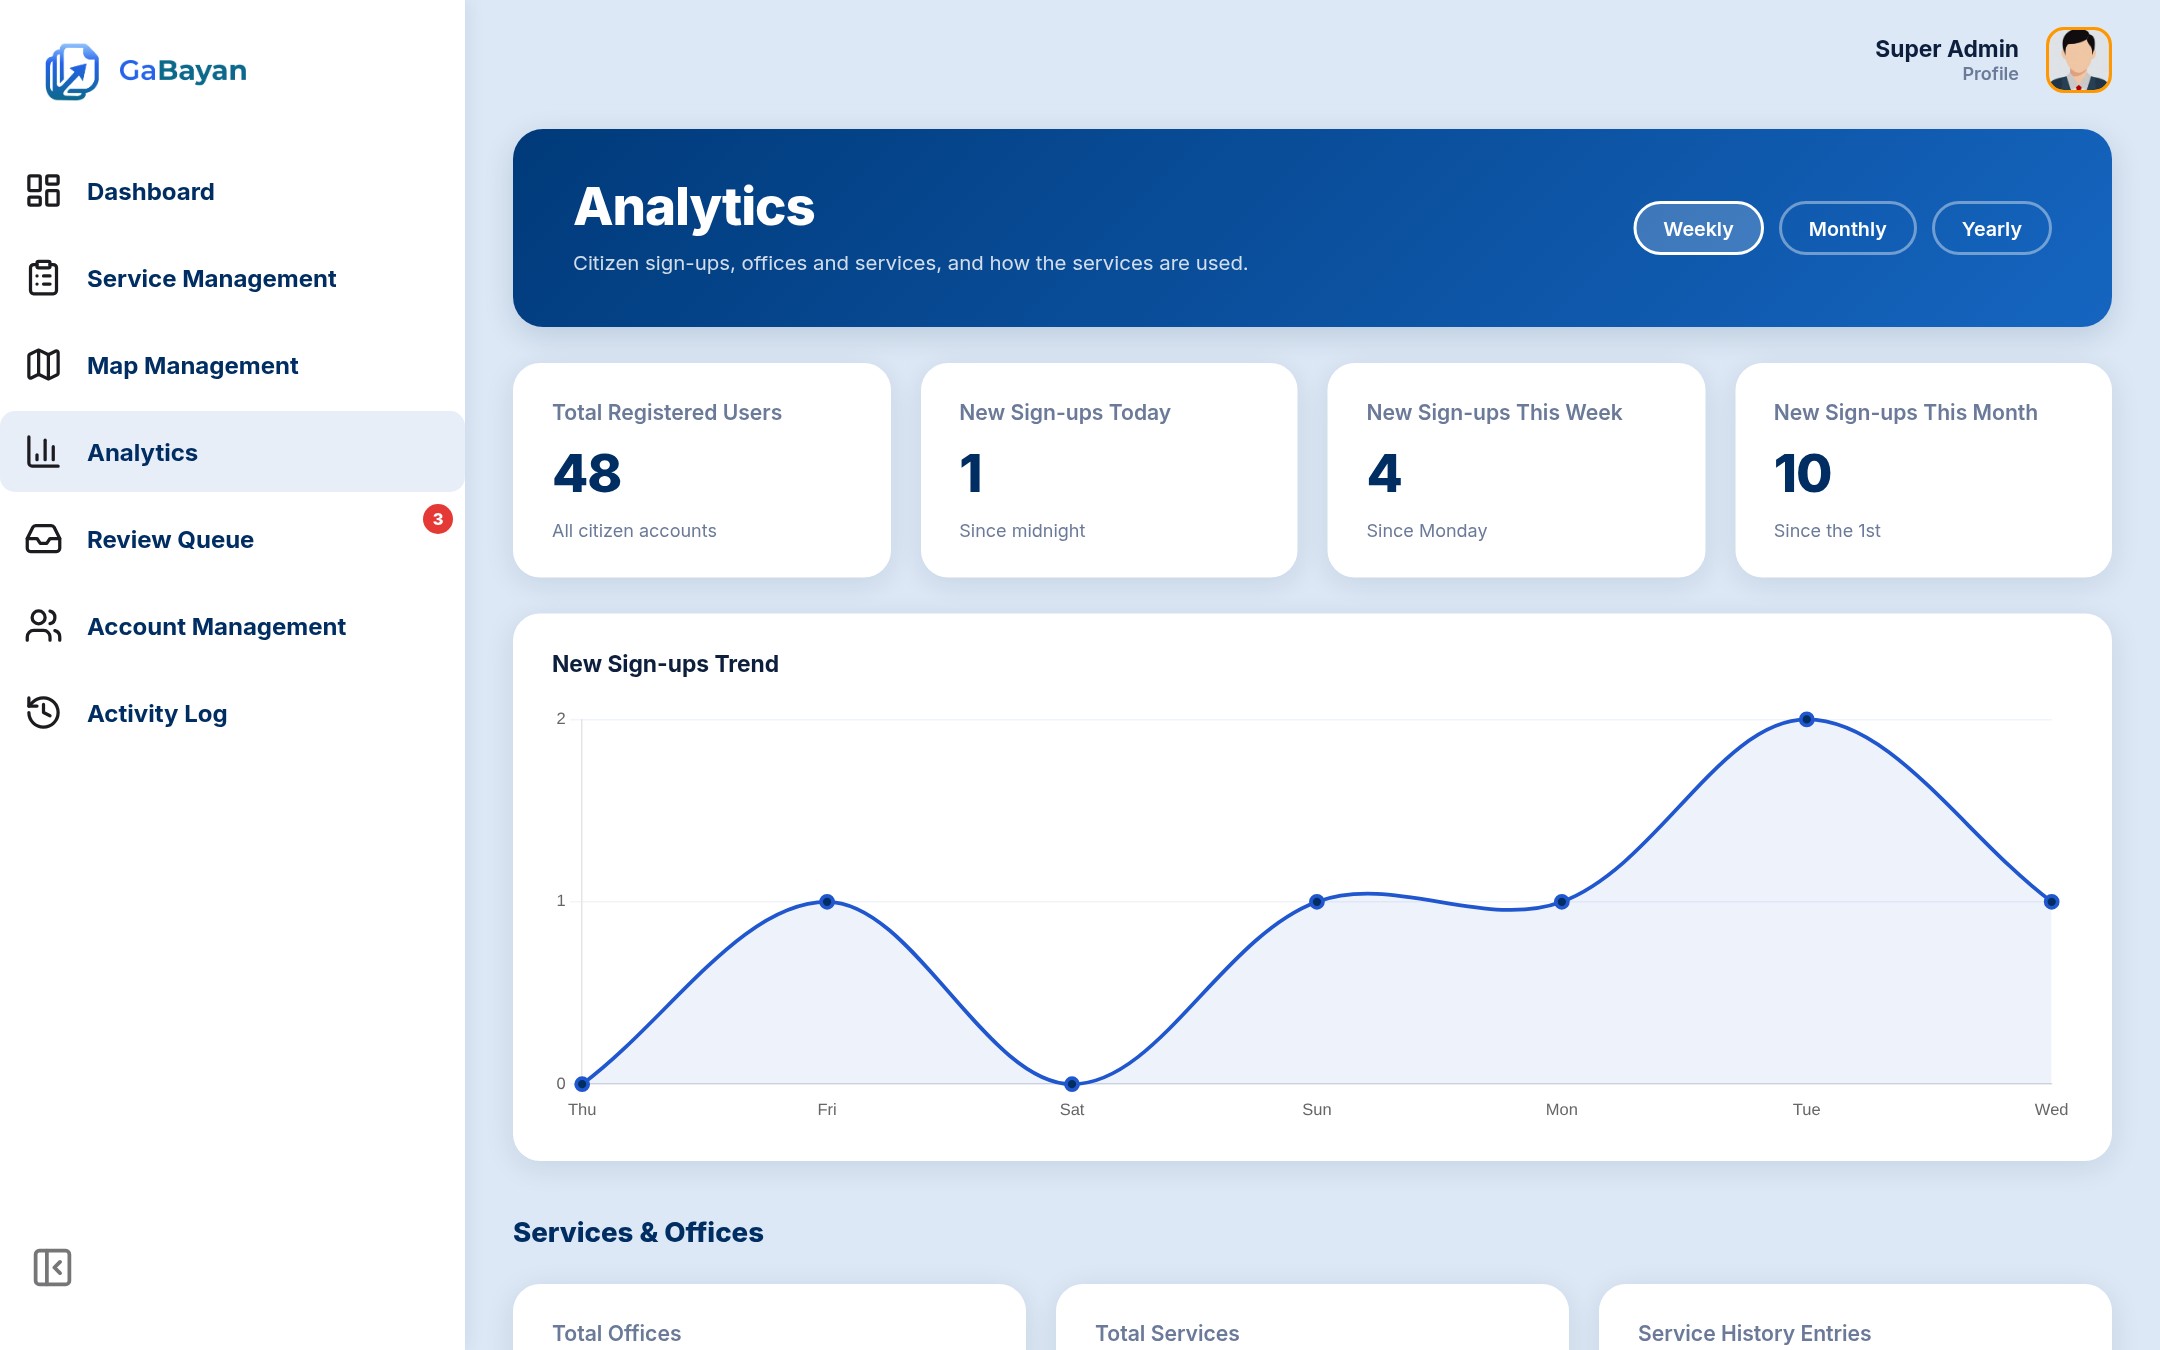 GaBayan
Super Admin
Profile
Dashboard
Service Management
Map Management
Analytics
Review Queue
3
Account Management
Activity Log
Analytics
Citizen sign-ups, offices and services, and how the services are used.
Weekly
Monthly
Yearly
Total Registered Users
48
All citizen accounts
New Sign-ups Today
1
Since midnight
New Sign-ups This Week
4
Since Monday
New Sign-ups This Month
10
Since the 1st
New Sign-ups Trend
2
1
0
Thu Fri Sat Sun Mon Tue Wed
Services & Offices
Total Offices
Total Services
Service History Entries